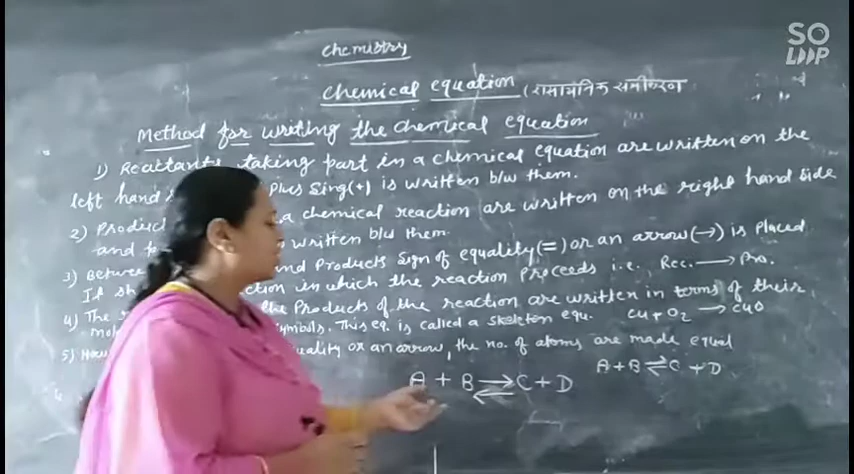 SOLOOP
Chemistry
Chemical equation (रासायनिक समीकरण
Method for writing the chemical equation
1) Reactants taking part in a chemical equation are written on the
left hand Plus Sing(+) is written b/w them.
2) Product a chemical reaction are written on the right hand side
and written b/w them.
3) Between and Products Sign of equality (=) or an arrow (→) is Placed
It sh in which the reaction Proceeds i.e. Rec. → Pro.
4) The the Products of the reaction are written in terms of their
symbols. This eq. is called a skeleton equ. Cu + O2 → CuO
5) or an arrow, the no. of atoms are made equal
A + B ⇌ C + D A + B ⇌ C + D